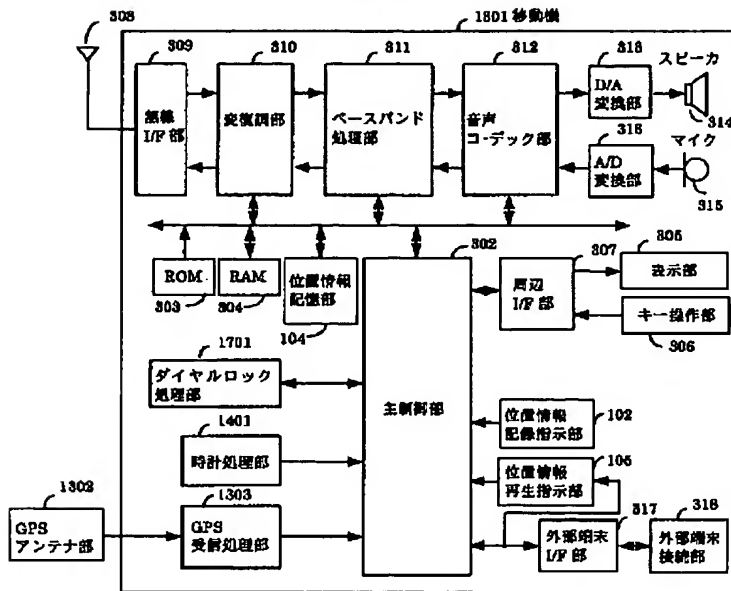 1301 移動機
308
309
310
311
312
313
スピーカ
無線
I/F 部
変復調部
ベースバンド
処理部
音声
コーデック部
D/A
変換部
314
316
マイク
A/D
変換部
315
302
307
305
ROM
RAM
位置情報
記憶部
周辺
I/F 部
表示部
303
304
104
キー操作部
306
1701
ダイヤルロック
処理部
主制御部
位置情報
記録指示部
102
1401
時計処理部
位置情報
再生指示部
105
1302
1303
317
318
GPS
アンテナ部
GPS
受信処理部
外部端末
I/F 部
外部端末
接続部